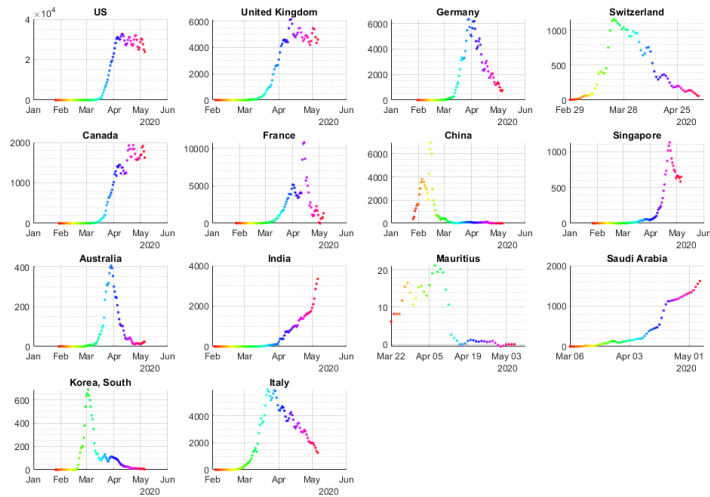 US
×10⁴
4
2
0
Jan Feb Mar Apr May Jun
2020
United Kingdom
6000
4000
2000
0
Jan Feb Mar Apr May Jun
2020
Germany
6000
4000
2000
0
Jan Feb Mar Apr May Jun
2020
Switzerland
1000
500
0
Feb 29 Mar 28 Apr 25
2020
Canada
2000
1000
0
Jan Feb Mar Apr May Jun
2020
France
10000
5000
0
Jan Feb Mar Apr May Jun
2020
China
6000
4000
2000
0
Jan Feb Mar Apr May Jun
2020
Singapore
1000
500
0
Jan Feb Mar Apr May Jun
2020
Australia
400
200
0
Jan Feb Mar Apr May Jun
2020
India
4000
2000
0
Jan Feb Mar Apr May Jun
2020
Mauritius
20
10
0
Mar 22 Apr 05 Apr 19 May 03
2020
Saudi Arabia
2000
1000
0
Mar 06 Apr 03 May 01
2020
Korea, South
600
400
200
0
Jan Feb Mar Apr May Jun
2020
Italy
4000
2000
0
Jan Feb Mar Apr May Jun
2020